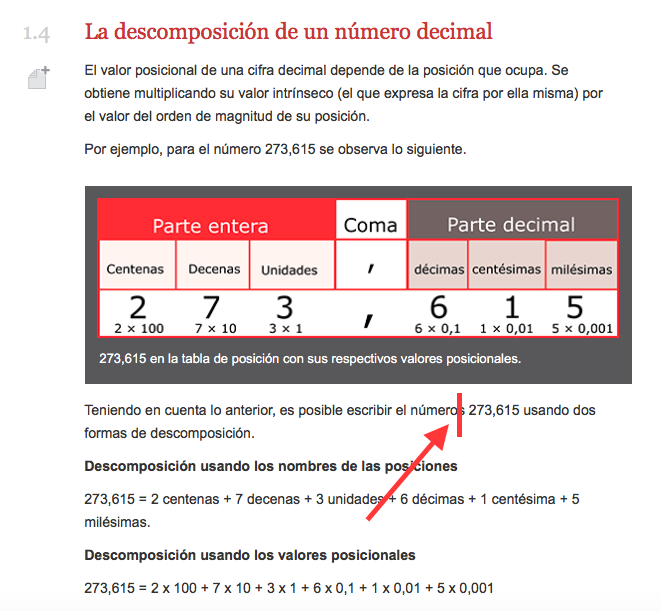 1.4 La descomposición de un número decimal
El valor posicional de una cifra decimal depende de la posición que ocupa. Se
obtiene multiplicando su valor intrínseco (el que expresa la cifra por ella misma) por
el valor del orden de magnitud de su posición.
Por ejemplo, para el número 273,615 se observa lo siguiente.
Parte entera Coma Parte decimal
Centenas Decenas Unidades , décimas centésimas milésimas
2 7 3 , 6 1 5
2 × 100 7 × 10 3 × 1 6 × 0,1 1 × 0,01 5 × 0,001
273,615 en la tabla de posición con sus respectivos valores posicionales.
Teniendo en cuenta lo anterior, es posible escribir el números 273,615 usando dos
formas de descomposición.
Descomposición usando los nombres de las posiciones
273,615 = 2 centenas + 7 decenas + 3 unidades + 6 décimas + 1 centésima + 5
milésimas.
Descomposición usando los valores posicionales
273,615 = 2 x 100 + 7 x 10 + 3 x 1 + 6 x 0,1 + 1 x 0,01 + 5 x 0,001